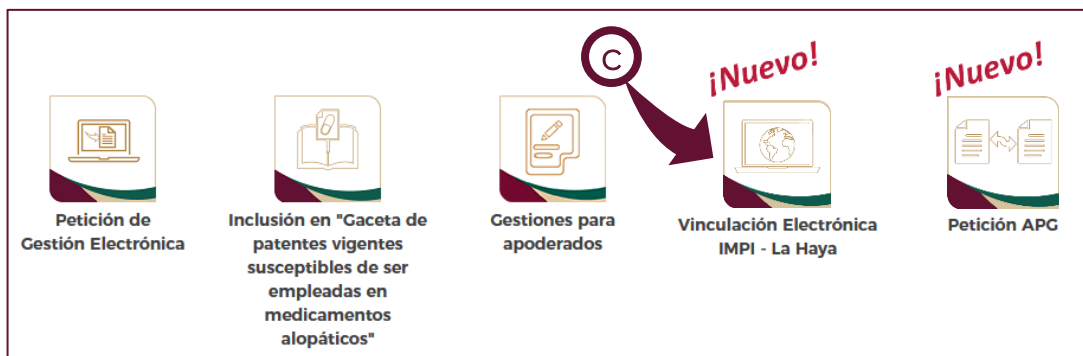 C
¡Nuevo!
¡Nuevo!
Petición de
Gestión Electrónica
Inclusión en "Gaceta de
patentes vigentes
susceptibles de ser
empleadas en
medicamentos
alopáticos"
Gestiones para
apoderados
Vinculación Electrónica
IMPI - La Haya
Petición APG